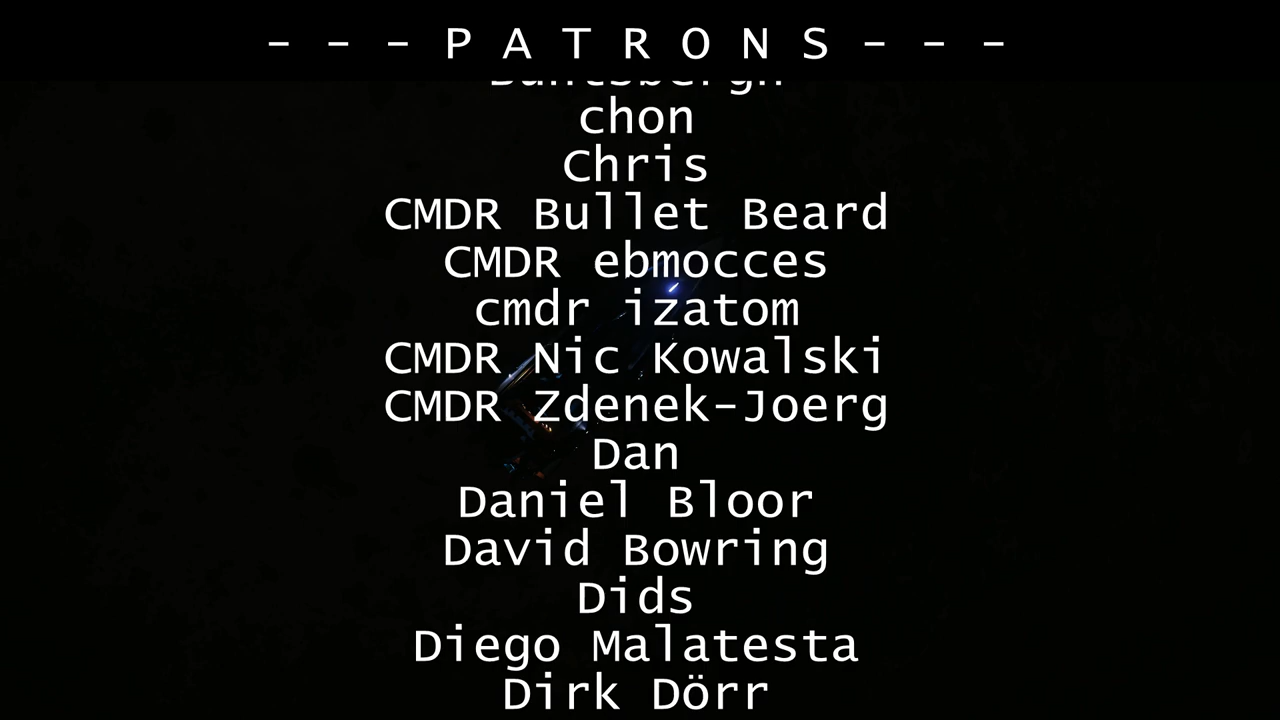 - - - P A T R O N S - - -
chon
Chris
CMDR Bullet Beard
CMDR ebmocces
cmdr izatom
CMDR Nic Kowalski
CMDR Zdenek-Joerg
Dan
Daniel Bloor
David Bowring
Dids
Diego Malatesta
Dirk Dörr